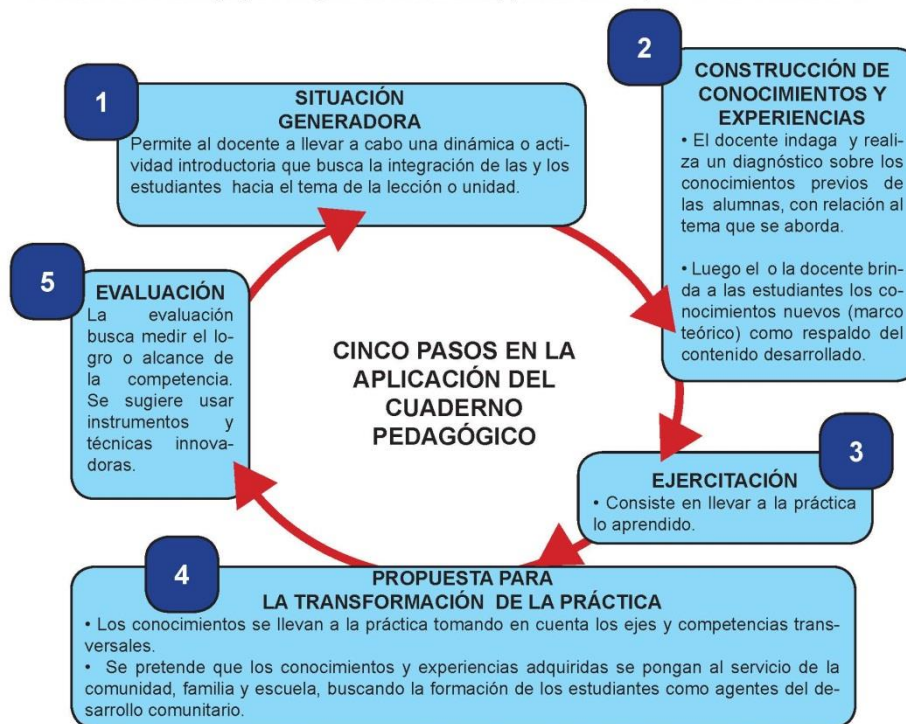 1
SITUACIÓN
GENERADORA
Permite al docente a llevar a cabo una dinámica o acti-
vidad introductoria que busca la integración de las y los
estudiantes hacia el tema de la lección o unidad.
2
CONSTRUCCIÓN DE
CONOCIMIENTOS Y
EXPERIENCIAS
• El docente indaga y reali-
za un diagnóstico sobre los
conocimientos previos de
las alumnas, con relación al
tema que se aborda.
• Luego el o la docente brin-
da a las estudiantes los co-
nocimientos nuevos (marco
teórico) como respaldo del
contenido desarrollado.
3
EJERCITACIÓN
• Consiste en llevar a la práctica
lo aprendido.
4
PROPUESTA PARA
LA TRANSFORMACIÓN DE LA PRÁCTICA
• Los conocimientos se llevan a la práctica tomando en cuenta los ejes y competencias trans-
versales.
• Se pretende que los conocimientos y experiencias adquiridas se pongan al servicio de la
comunidad, familia y escuela, buscando la formación de los estudiantes como agentes del de-
sarrollo comunitario.
5
EVALUACIÓN
La evaluación
busca medir el lo-
gro o alcance de
la competencia.
Se sugiere usar
instrumentos y
técnicas innova-
doras.
CINCO PASOS EN LA
APLICACIÓN DEL
CUADERNO
PEDAGÓGICO